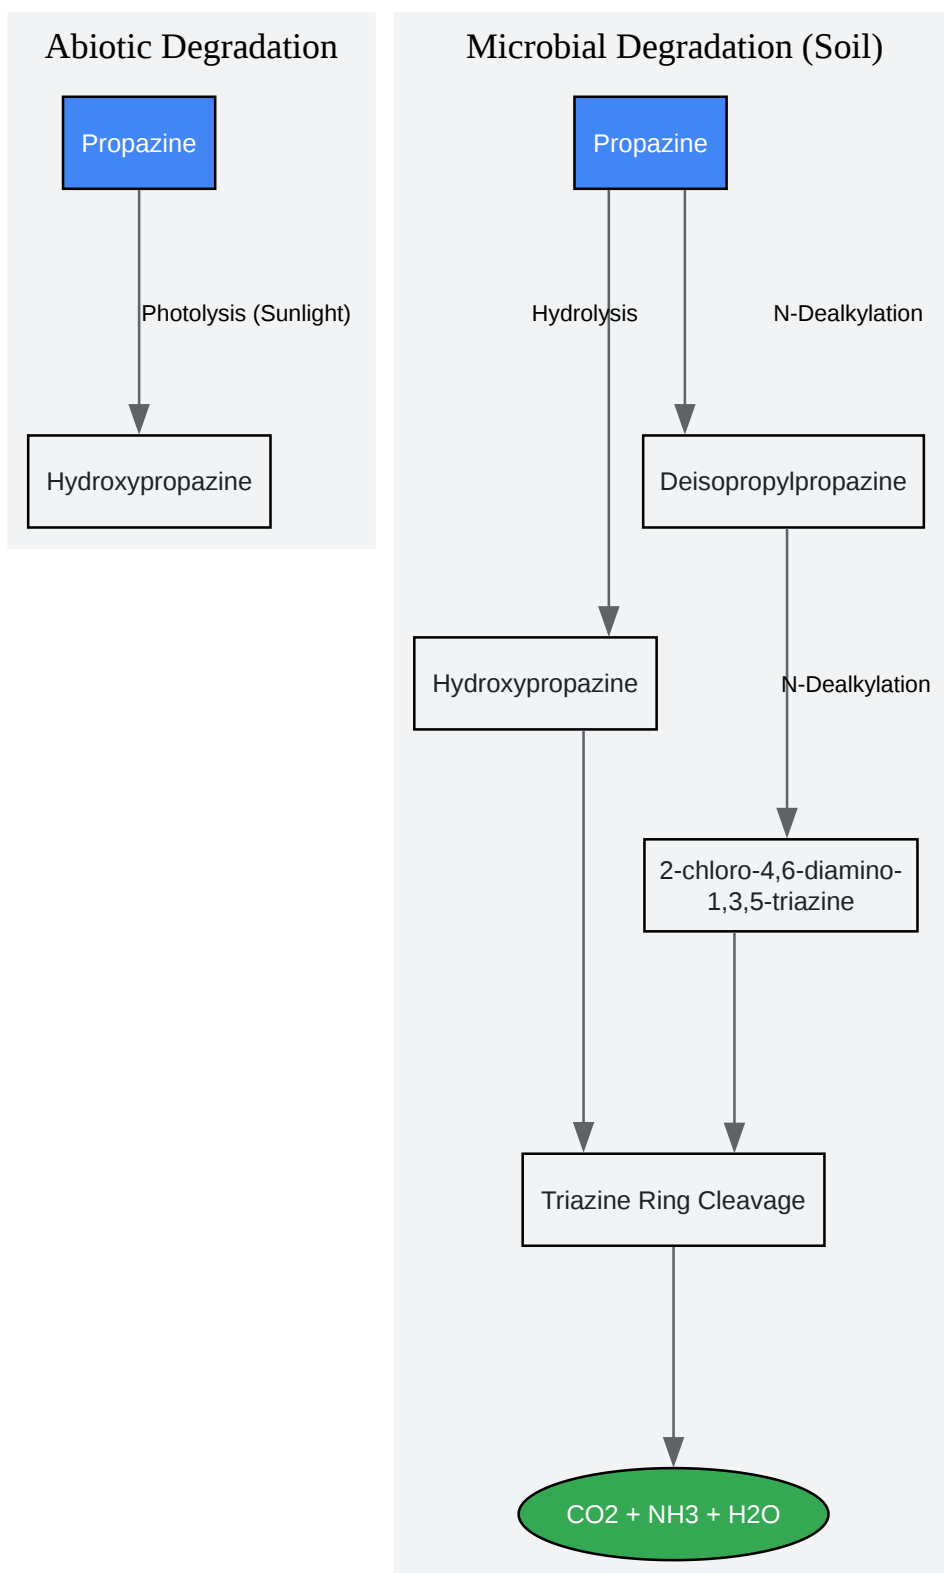 Abiotic Degradation
Propazine
Photolysis (Sunlight)
Hydroxypropazine
Microbial Degradation (Soil)
Propazine
Hydrolysis
N-Dealkylation
Deisopropylpropazine
Hydroxypropazine
N-Dealkylation
2-chloro-4,6-diamino-
1,3,5-triazine
Triazine Ring Cleavage
CO2 + NH3 + H2O